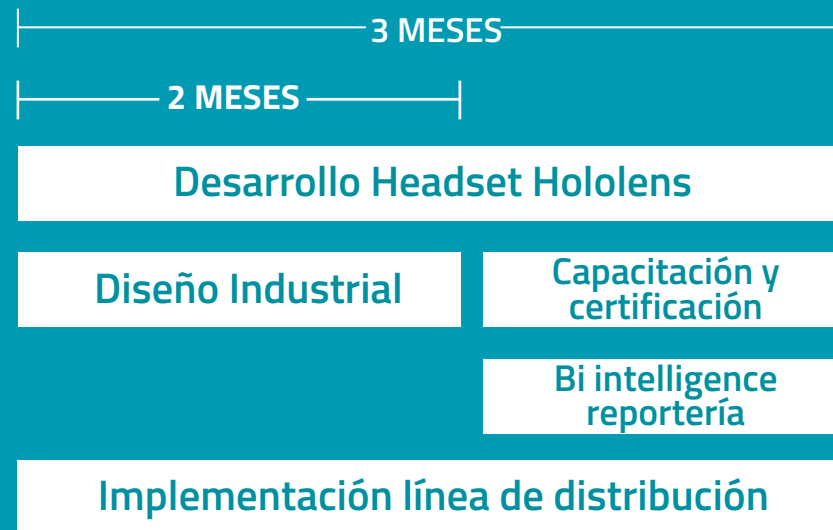 3 MESES
2 MESES
Desarrollo Headset Hololens
Diseño Industrial
Capacitación y
certificación
Bi intelligence
reportería
Implementación línea de distribución